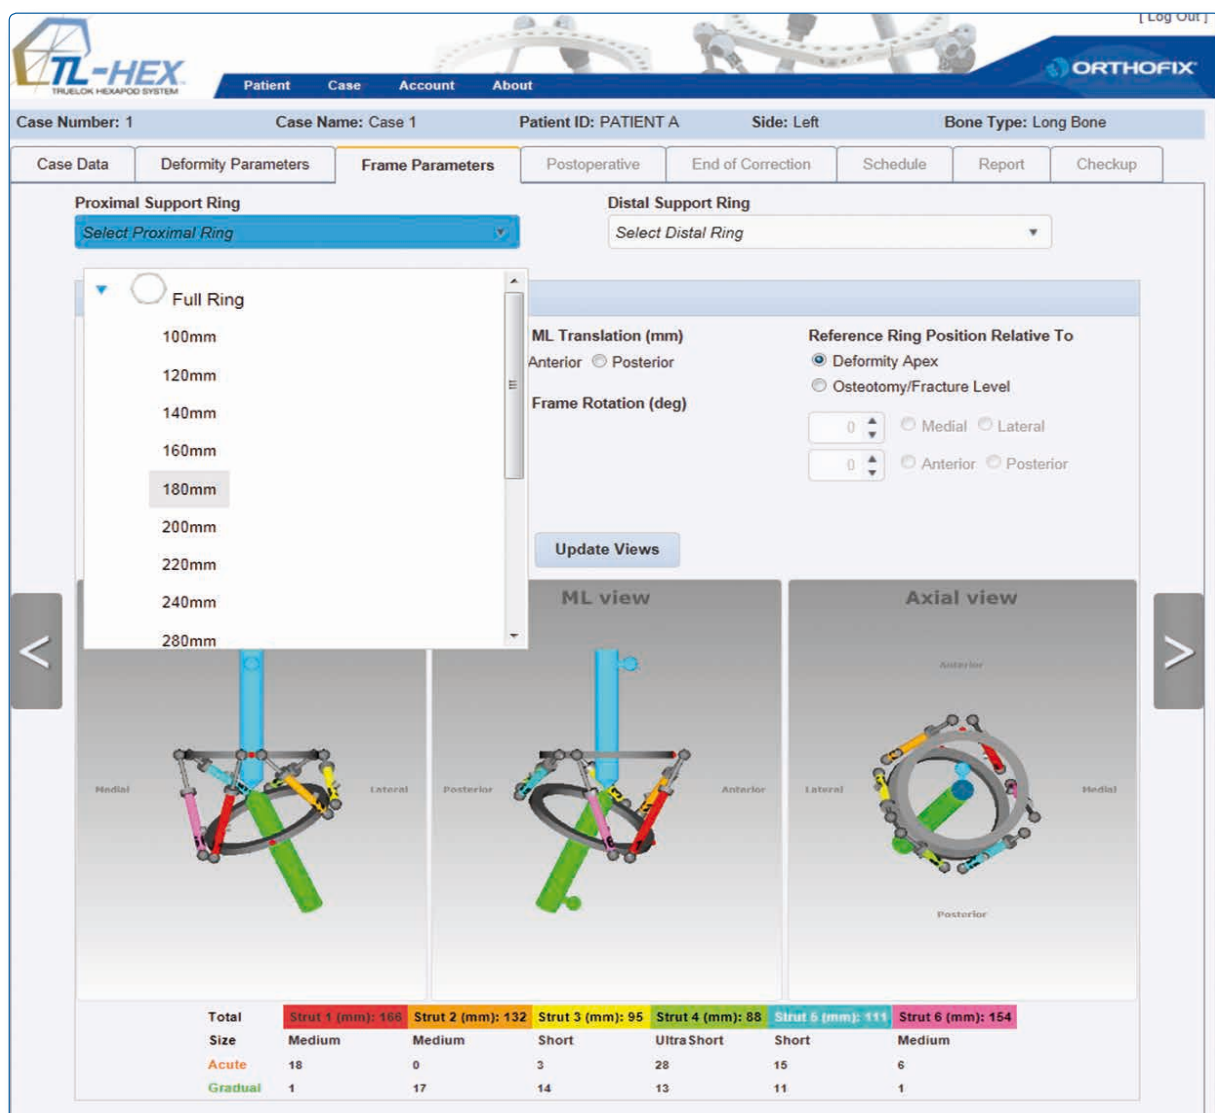 [ Log Out ]
TL-HEX
TRUELOK HEXAPOD SYSTEM
Patient Case Account About
ORTHOFIX
Case Number: 1 Case Name: Case 1 Patient ID: PATIENT A Side: Left Bone Type: Long Bone
Case Data Deformity Parameters Frame Parameters Postoperative End of Correction Schedule Report Checkup
Proximal Support Ring Distal Support Ring
Select Proximal Ring Select Distal Ring
Full Ring
100mm
120mm
140mm
160mm
180mm
200mm
220mm
240mm
280mm
ML Translation (mm)
Anterior Posterior
Frame Rotation (deg)
Reference Ring Position Relative To
Deformity Apex
Osteotomy/Fracture Level
0 Medial Lateral
0 Anterior Posterior
Update Views
ML view Axial view
Anterior
Medial Lateral Posterior Anterior Lateral Medial
Posterior
< >
Total Strut 1 (mm): 166 Strut 2 (mm): 132 Strut 3 (mm): 95 Strut 4 (mm): 88 Strut 5 (mm): 111 Strut 6 (mm): 154
Size Medium Medium Short Ultra Short Short Medium
Acute 18 0 3 28 15 6
Gradual 1 17 14 13 11 1